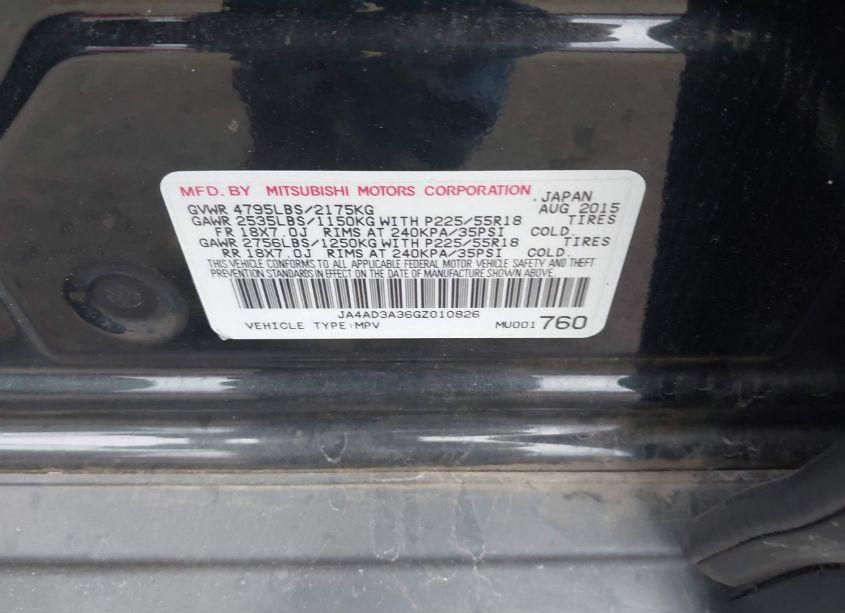 MFD. BY MITSUBISHI MOTORS CORPORATION , JAPAN
GVWR 4795LBS/2175KG AUG 2015
GAWR 2535LBS/1150KG WITH P225/55R18 TIRES
FR 18X7.0J RIMS AT 240KPA/35PSI COLD.
GAWR 2756LBS/1250KG WITH P225/55R18 TIRES
RR 18X7.0J RIMS AT 240KPA/35PSI COLD.
THIS VEHICLE CONFORMS TO ALL APPLICABLE FEDERAL MOTOR VEHICLE SAFETY AND THEFT
PREVENTION STANDARDS IN EFFECT ON THE DATE OF MANUFACTURE SHOWN ABOVE.
JA4AD3A36GZ010826
VEHICLE TYPE:MPV MU001760